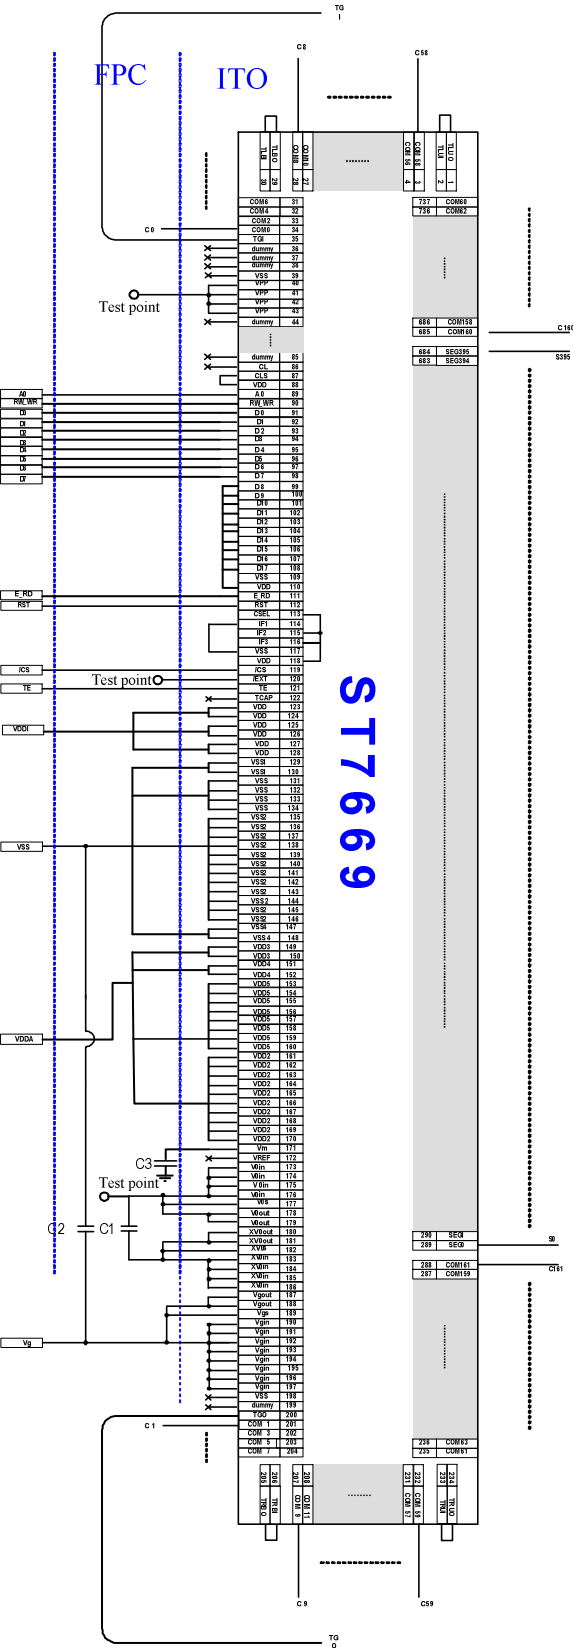 TG
I
C8
C58
FPC
ITO
TLBI 30
TLBO 29
COM8 28
COM10 27
COM 56 4
COM 58 3
TLUI 2
TLUO 1
COM6 31
COM4 32
COM2 33
C0
COM0 34
TGI 35
dummy 36
dummy 37
dummy 38
VSS 39
VPP 40
VPP 41
VPP 42
VPP 43
Test point
dummy 44
737 COM60
736 COM62
686 COM158
685 COM160
C160
684 SEG395
S395
683 SEG394
dummy 85
CL 86
CLS 87
VDD 88
A0 A0 89
RW_WR RW_WR 90
D0 D0 91
D1 D1 92
D2 D2 93
D3 D3 94
D4 D4 95
D5 D5 96
D6 D6 97
D7 D7 98
D8 99
D9 100
D10 101
D11 102
D12 103
D13 104
D14 105
D15 106
D16 107
D17 108
VSS 109
VDD 110
E_RD E_RD 111
RST RST 112
CSEL 113
IF1 114
IF2 115
IF3 116
VSS 117
VDD 118
/CS /CS 119
Test point /EXT 120
TE TE 121
TCAP 122
VDD 123
VDD 124
VDDI VDD 125
VDD 126
VDD 127
VDD 128
VSSI 129
VSSI 130
VSS 131
VSS 132
VSS 133
VSS 134
VSS2 135
VSS2 136
VSS2 137
VSS VSS2 138
VSS2 139
VSS2 140
VSS2 141
VSS2 142
VSS2 143
VSS2 144
VSS2 145
VSS2 146
VSS4 147
VSS4 148
ST7669
VDD3 149
VDD3 150
VDD4 151
VDD4 152
VDD5 153
VDD5 154
VDD5 155
VDD5 156
VDD5 157
VDD5 158
VDDA VDD5 159
VDD5 160
VDD2 161
VDD2 162
VDD2 163
VDD2 164
VDD2 165
VDD2 166
VDD2 167
VDD2 168
VDD2 169
VDD2 170
Vm 171
C3
VREF 172
V0in 173
V0in 174
V0in 175
Test point
V0in 176
V0s 177
V0out 178
V0out 179
C2
C1
XV0out 180
XV0out 181
XV0s 182
XV0in 183
XV0in 184
XV0in 185
XV0in 186
290 SEG1
289 SEG0
S0
288 COM161
C161
287 COM159
Vgout 187
Vgout 188
Vgs 189
Vgin 190
Vgin 191
Vg Vgin 192
Vgin 193
Vgin 194
Vgin 195
Vgin 196
Vgin 197
VSS 198
dummy 199
TGO 200
C1
COM 1 201
COM 3 202
COM 5 203
COM 7 204
236 COM63
235 COM61
205 TRBO
206 TRBI
207 COM 9
208 COM 11
231 COM 57
232 COM 59
233 TRUI
234 TRUO
C9
C59
TG
O